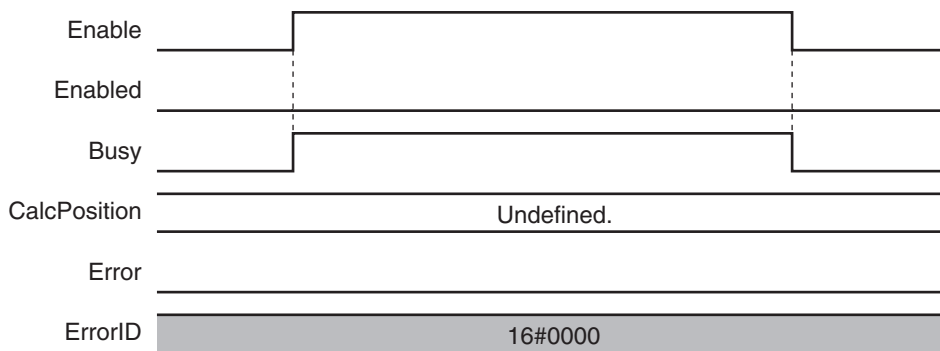 Enable
Enabled
Busy
CalcPosition
Undefined.
Error
ErrorID
16#0000